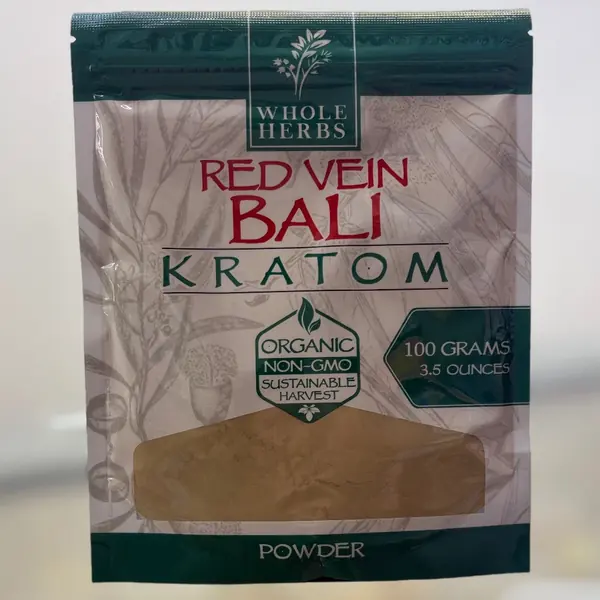 WHOLE
HERBS
RED VEIN
BALI
KRATOM
ORGANIC
NON-GMO
SUSTAINABLE
HARVEST
100 GRAMS
3.5 OUNCES
POWDER